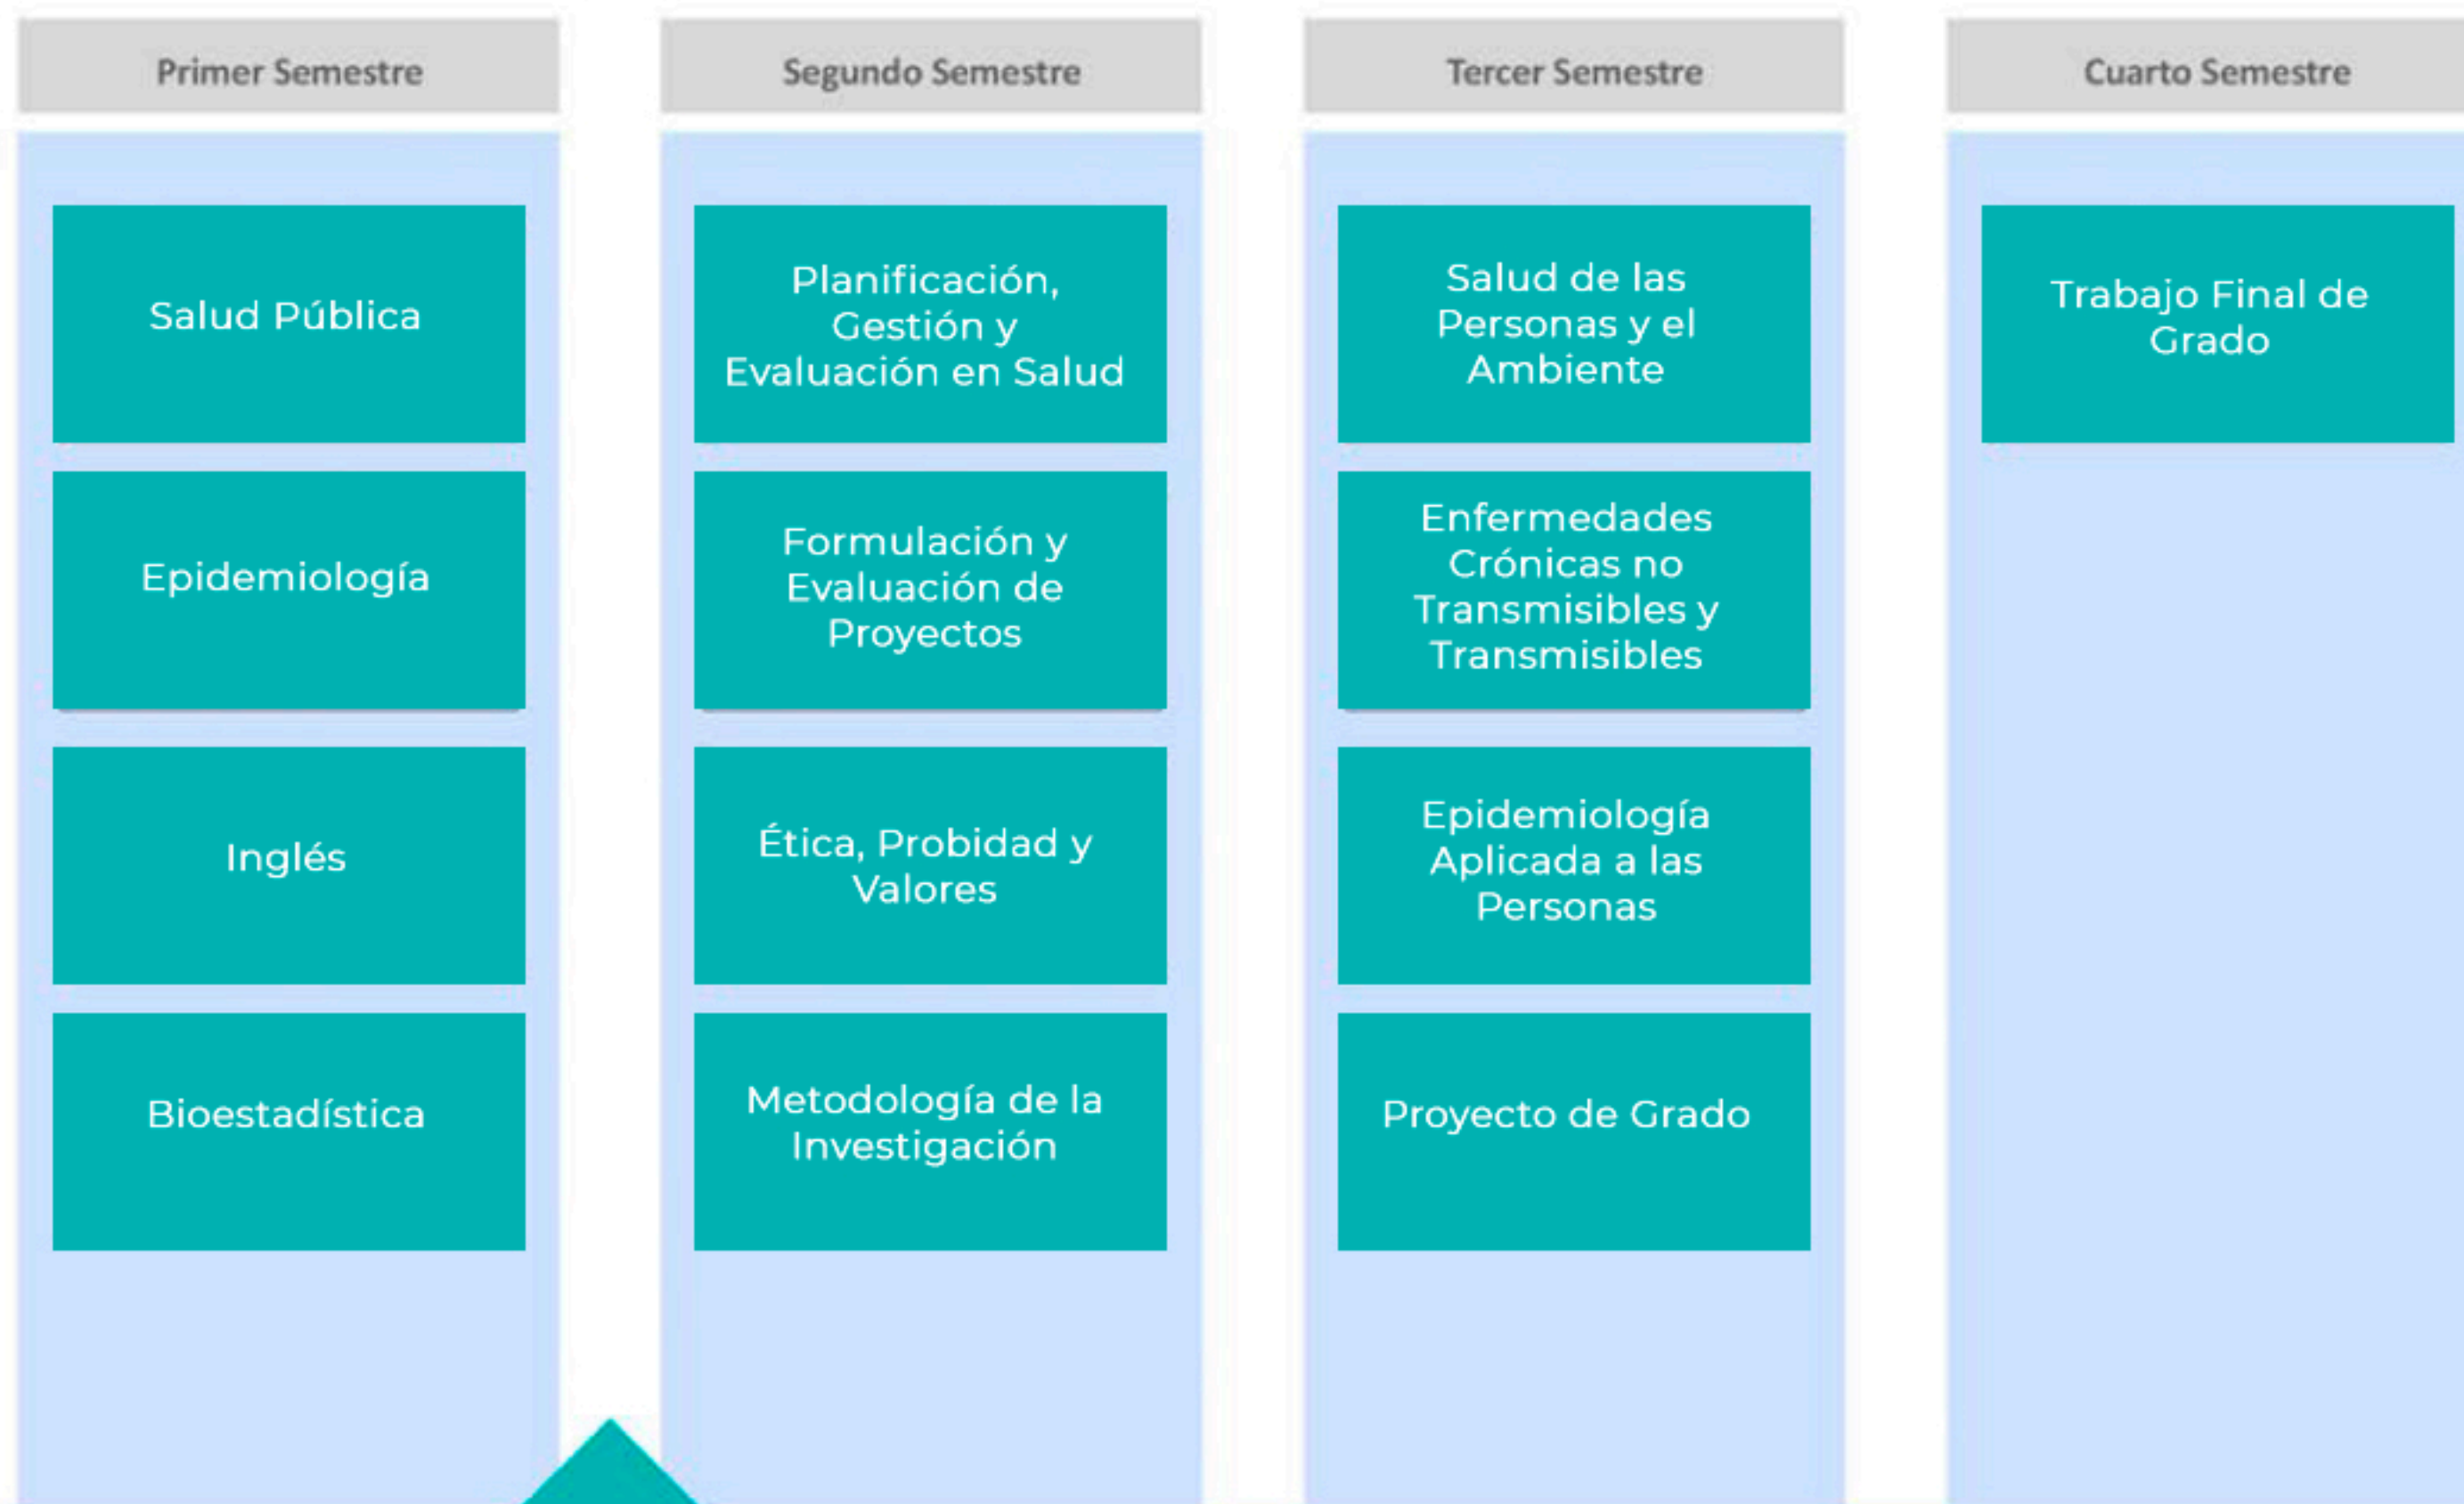 Primer Semestre
Salud Pública
Epidemiología
Inglés
Bioestadística
Segundo Semestre
Planificación,
Gestión y
Evaluación en Salud
Formulación y
Evaluación de
Proyectos
Ética, Probidad y
Valores
Metodología de la
Investigación
Tercer Semestre
Salud de las
Personas y el
Ambiente
Enfermedades
Crónicas no
Transmisibles y
Transmisibles
Epidemiología
Aplicada a las
Personas
Proyecto de Grado
Cuarto Semestre
Trabajo Final de
Grado